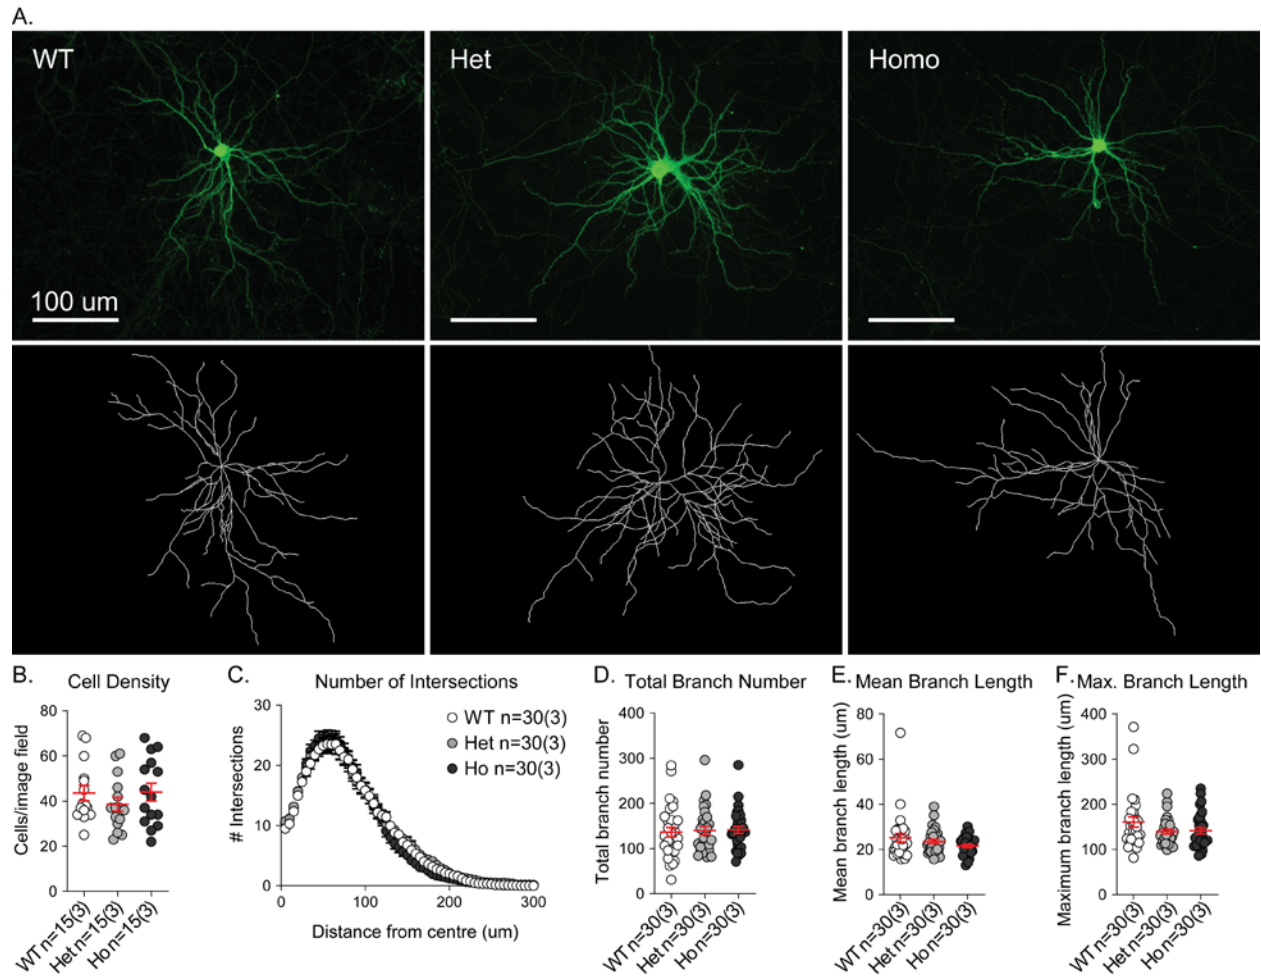 A.
WT
Het
Homo
100 um
B.
Cell Density
Cells/image field
80
60
40
20
0
WT n=15(3)
Het n=15(3)
Ho n=15(3)
C.
Number of Intersections
# Intersections
30
20
10
0
0
100
200
300
Distance from centre (um)
WT n=30(3)
Het n=30(3)
Ho n=30(3)
D.
Total Branch Number
Total branch number
400
300
200
100
0
WT n=30(3)
Het n=30(3)
Ho n=30(3)
E.
Mean Branch Length
Mean branch length (um)
80
60
40
20
0
WT n=30(3)
Het n=30(3)
Ho n=30(3)
F.
Max. Branch Length
Maximum branch length (um)
400
300
200
100
0
WT n=30(3)
Het n=30(3)
Ho n=30(3)